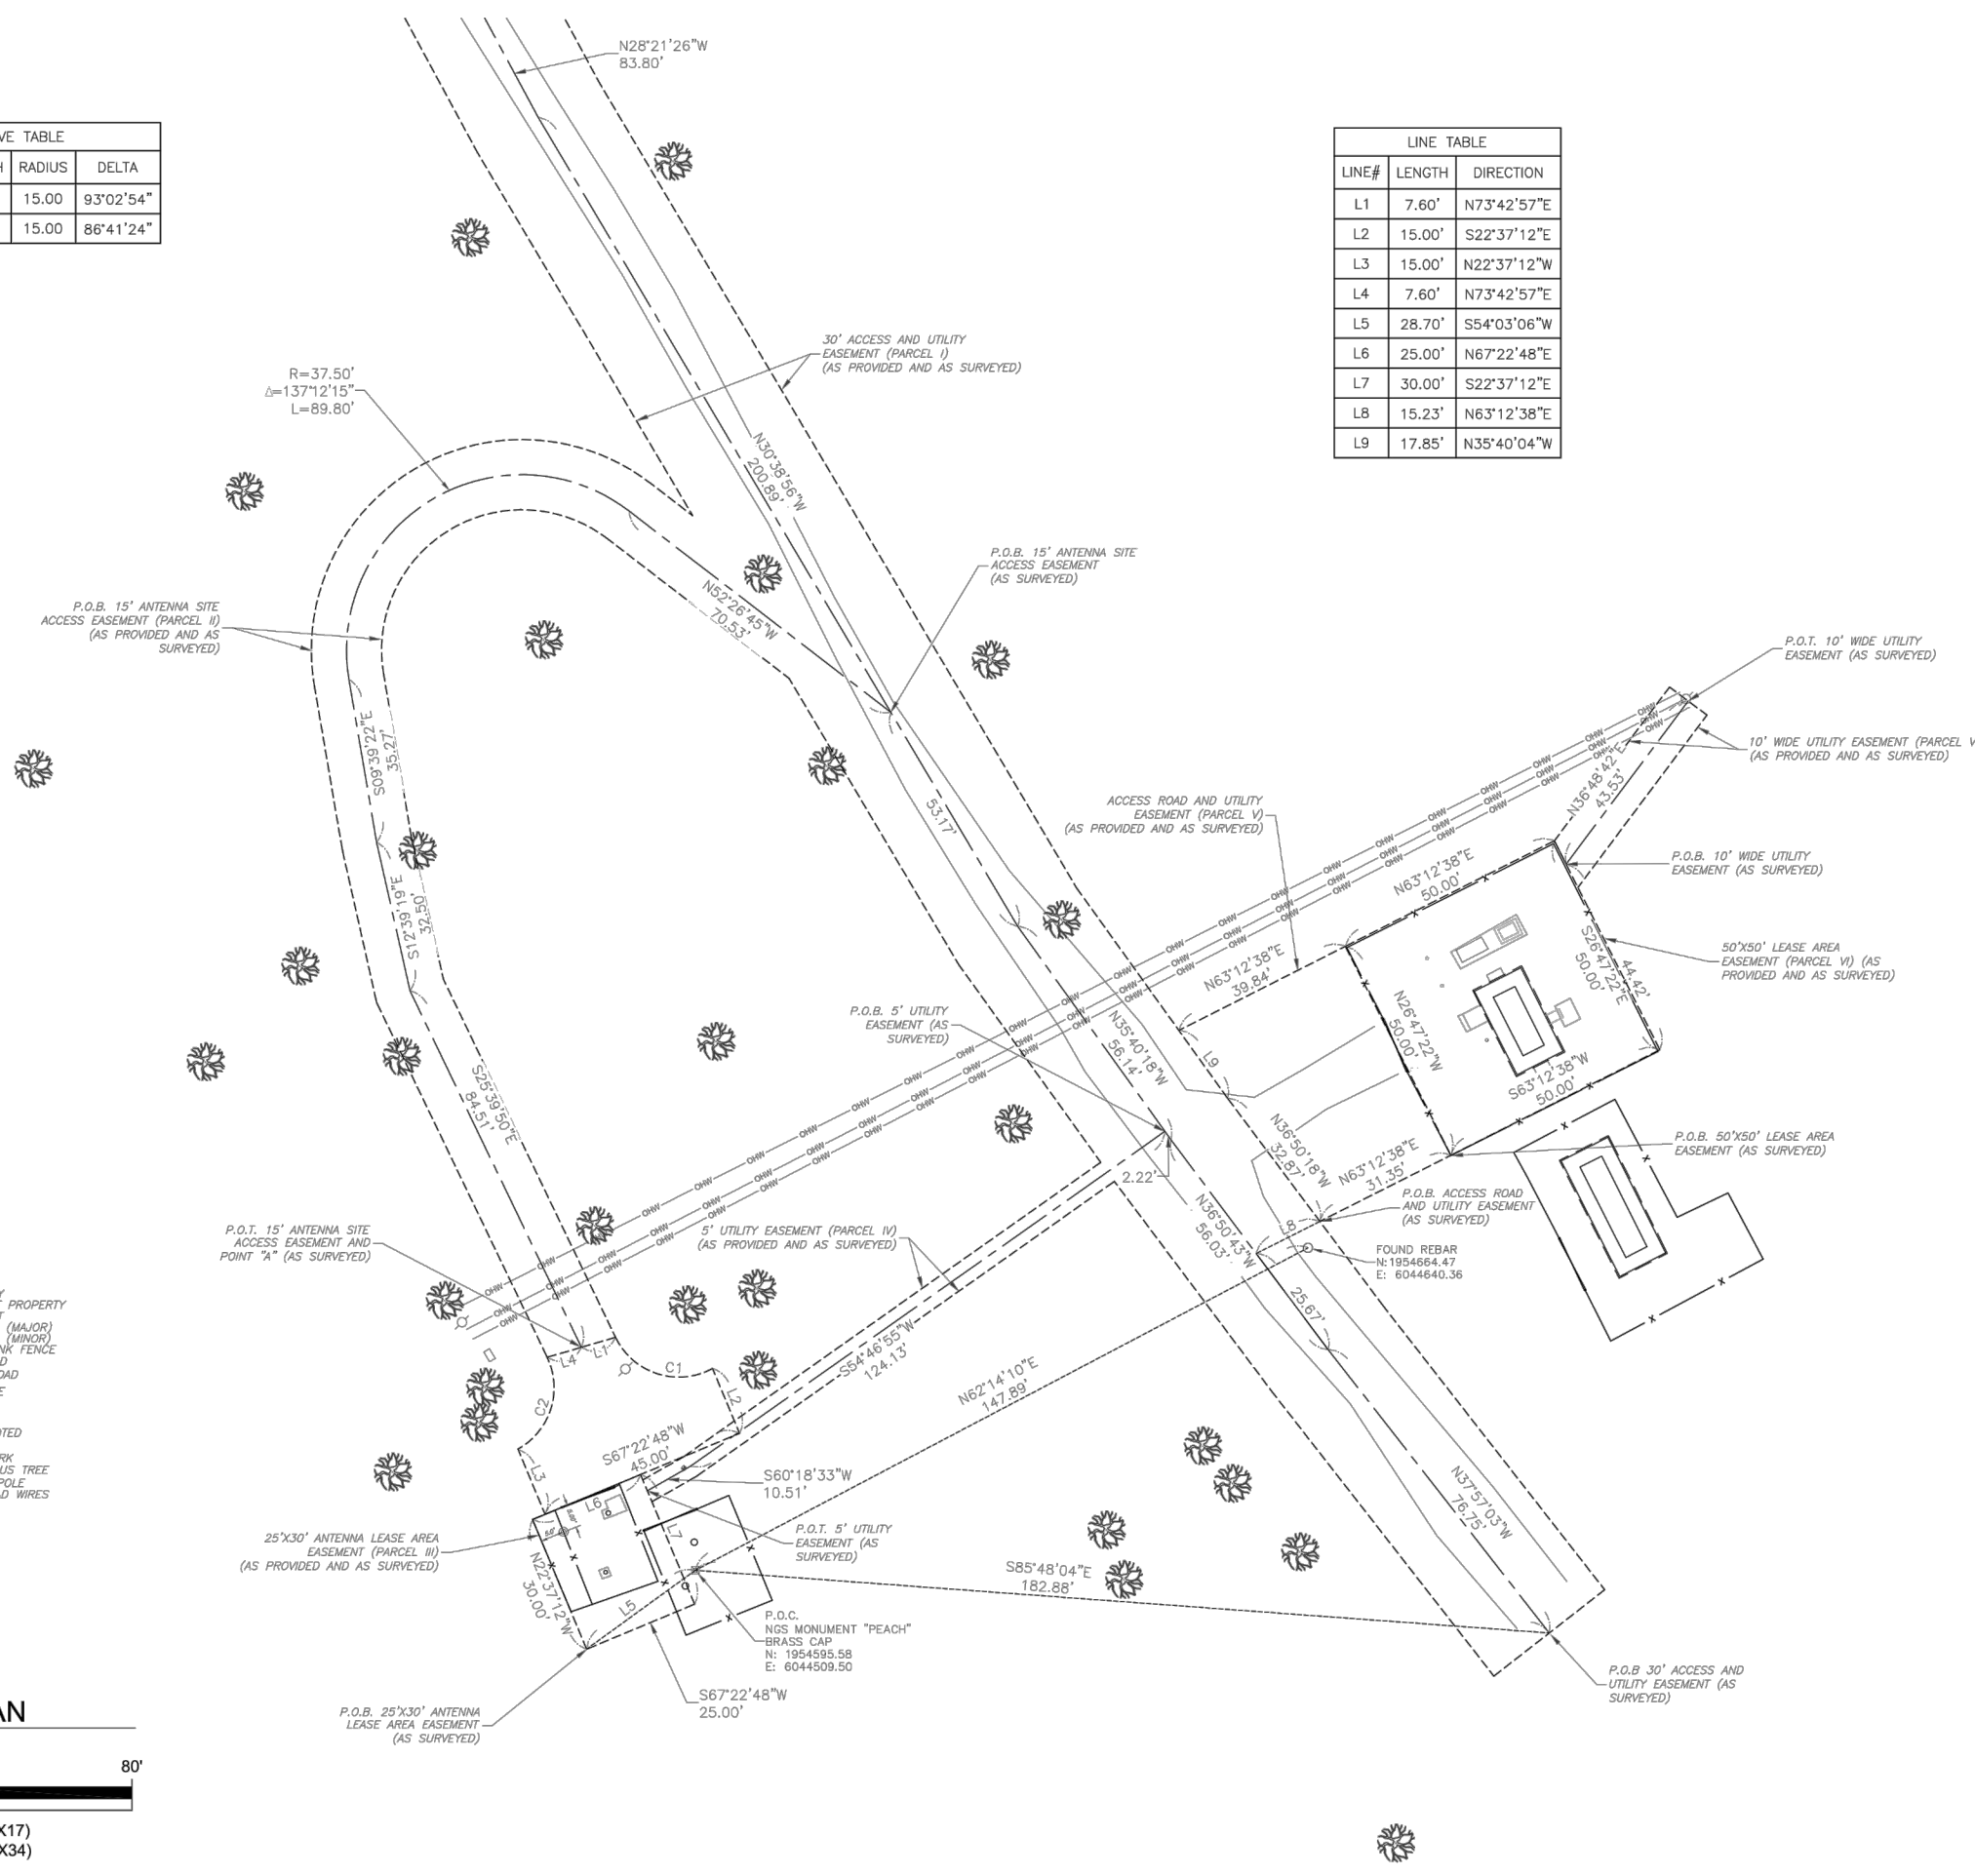 VE TABLE
H RADIUS DELTA
15.00 93°02'54"
15.00 86°41'24"
N28°21'26"W
83.80'
LINE TABLE
LINE# LENGTH DIRECTION
L1 7.60' N73°42'57"E
L2 15.00' S22°37'12"E
L3 15.00' N22°37'12"W
L4 7.60' N73°42'57"E
L5 28.70' S54°03'06"W
L6 25.00' N67°22'48"E
L7 30.00' S22°37'12"E
L8 15.23' N63°12'38"E
L9 17.85' N35°40'04"W
30' ACCESS AND UTILITY
EASEMENT (PARCEL I)
(AS PROVIDED AND AS SURVEYED)
R=37.50'
Δ=137°12'15"
L=89.80'
N30°38'56"W
200.89'
P.O.B. 15' ANTENNA SITE
ACCESS EASEMENT
(AS SURVEYED)
N52°26'45"W
70.53'
P.O.B. 15' ANTENNA SITE
ACCESS EASEMENT (PARCEL II)
(AS PROVIDED AND AS
SURVEYED)
P.O.T. 10' WIDE UTILITY
EASEMENT (AS SURVEYED)
S09°39'22"E
35.27'
10' WIDE UTILITY EASEMENT (PARCEL V
(AS PROVIDED AND AS SURVEYED)
N36°48'42"E
43.53'
53.17'
ACCESS ROAD AND UTILITY
EASEMENT (PARCEL V)
(AS PROVIDED AND AS SURVEYED)
N63°12'38"E
50.00'
P.O.B. 10' WIDE UTILITY
EASEMENT (AS SURVEYED)
S12°39'19"E
32.50'
50'X50' LEASE AREA
EASEMENT (PARCEL VI) (AS
PROVIDED AND AS SURVEYED)
S26°47'22"E
50.00'
44.42'
N63°12'38"E
39.84'
N26°47'22"W
50.00'
P.O.B. 5' UTILITY
EASEMENT (AS
SURVEYED)
N35°40'18"W
56.14'
L9
S63°12'38"W
50.00'
S25°39'50"E
84.51'
N36°50'18"W
32.87'
P.O.B. 50'X50' LEASE AREA
EASEMENT (AS SURVEYED)
N63°12'38"E
31.35'
2.22'
P.O.B. ACCESS ROAD
AND UTILITY EASEMENT
(AS SURVEYED)
L8
N36°50'43"W
56.03'
P.O.T. 15' ANTENNA SITE
ACCESS EASEMENT AND
POINT "A" (AS SURVEYED)
5' UTILITY EASEMENT (PARCEL IV)
(AS PROVIDED AND AS SURVEYED)
FOUND REBAR
N:1954664.47
E: 6044640.36
25.67'
OHW
L4
L1
C1
L2
C2
L3
S54°46'55"W
124.13'
N62°14'10"E
147.89'
S67°22'48"W
45.00'
S60°18'33"W
10.51'
L6
L7
L5
5.0'
5.00'
25'X30' ANTENNA LEASE AREA
EASEMENT (PARCEL III)
(AS PROVIDED AND AS SURVEYED)
P.O.T. 5' UTILITY
EASEMENT (AS
SURVEYED)
N22°37'12"W
30.00'
S85°48'04"E
182.88'
N37°57'03"W
76.75'
P.O.C.
NGS MONUMENT "PEACH"
BRASS CAP
N: 1954595.58
E: 6044509.50
S67°22'48"W
25.00'
P.O.B. 25'X30' ANTENNA
LEASE AREA EASEMENT
(AS SURVEYED)
P.O.B 30' ACCESS AND
UTILITY EASEMENT (AS
SURVEYED)
Y
PROPERTY
T
(MAJOR)
(MINOR)
NK FENCE
D
OAD
E
OTED
RK
US TREE
POLE
D WIRES
AN
80'
X17)
X34)